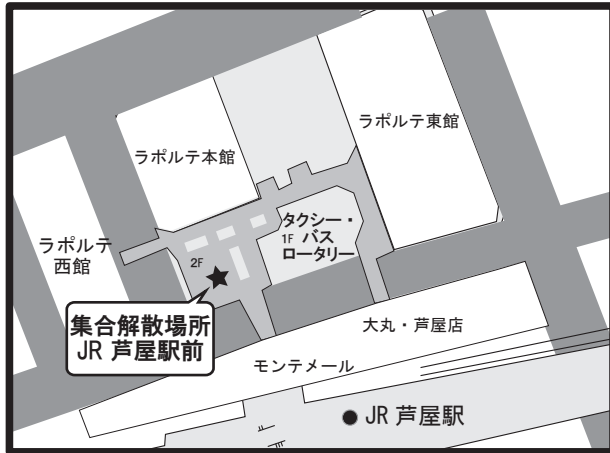 ラポルテ東館
ラポルテ本館
タクシー・
1F バス
ロータリー
ラポルテ
西館
2F
集合解散場所
JR 芦屋駅前
大丸・芦屋店
モンテメール
JR 芦屋駅